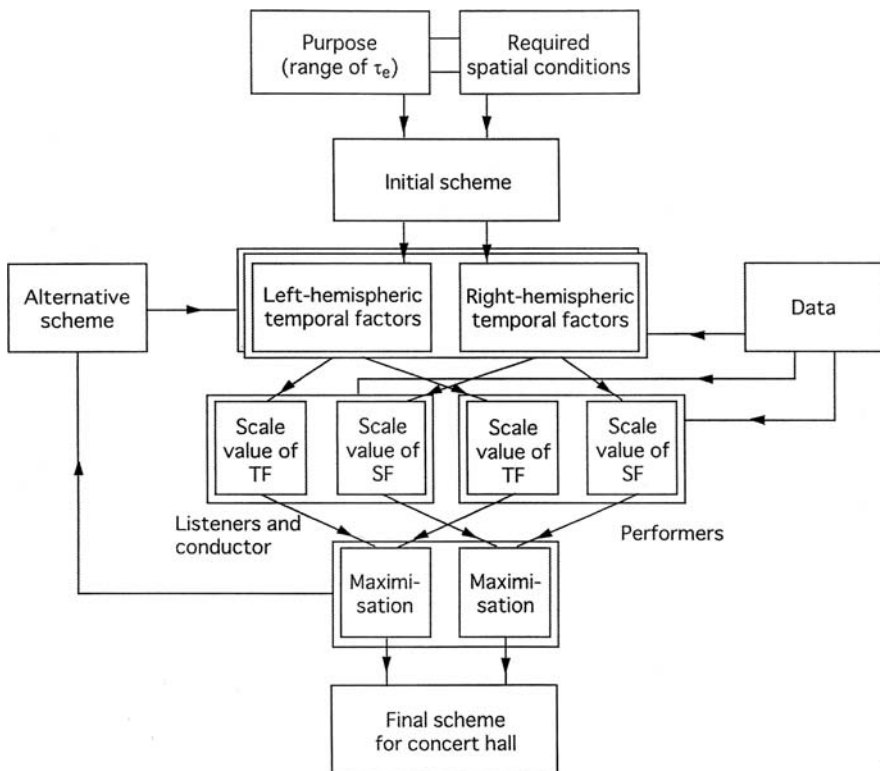 Purpose
(range of τe)
Required
spatial conditions
Initial scheme
Alternative
scheme
Left-hemispheric
temporal factors
Right-hemispheric
temporal factors
Data
Scale
value of
TF
Scale
value of
SF
Scale
value of
TF
Scale
value of
SF
Listeners and
conductor
Performers
Maximi-
sation
Maximi-
sation
Final scheme
for concert hall